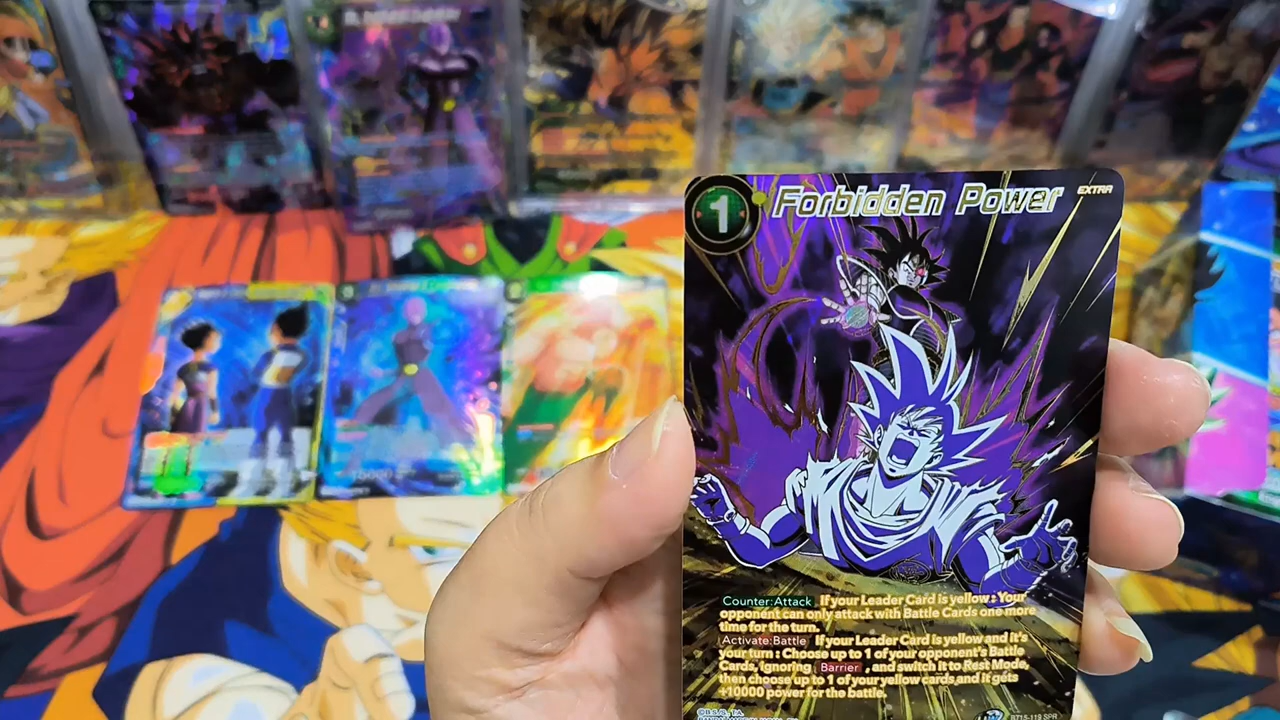 1
Forbidden Power
EXTRA
Counter:Attack If your Leader Card is yellow : Your
opponent can only attack with Battle Cards one more
time for the turn.
Activate:Battle If your Leader Card is yellow and it's
your turn : Choose up to 1 of your opponent's Battle
Cards, ignoring Barrier , and switch it to Rest Mode,
then choose up to 1 of your yellow cards and it gets
+10000 power for the battle.
BT15-119 SPR